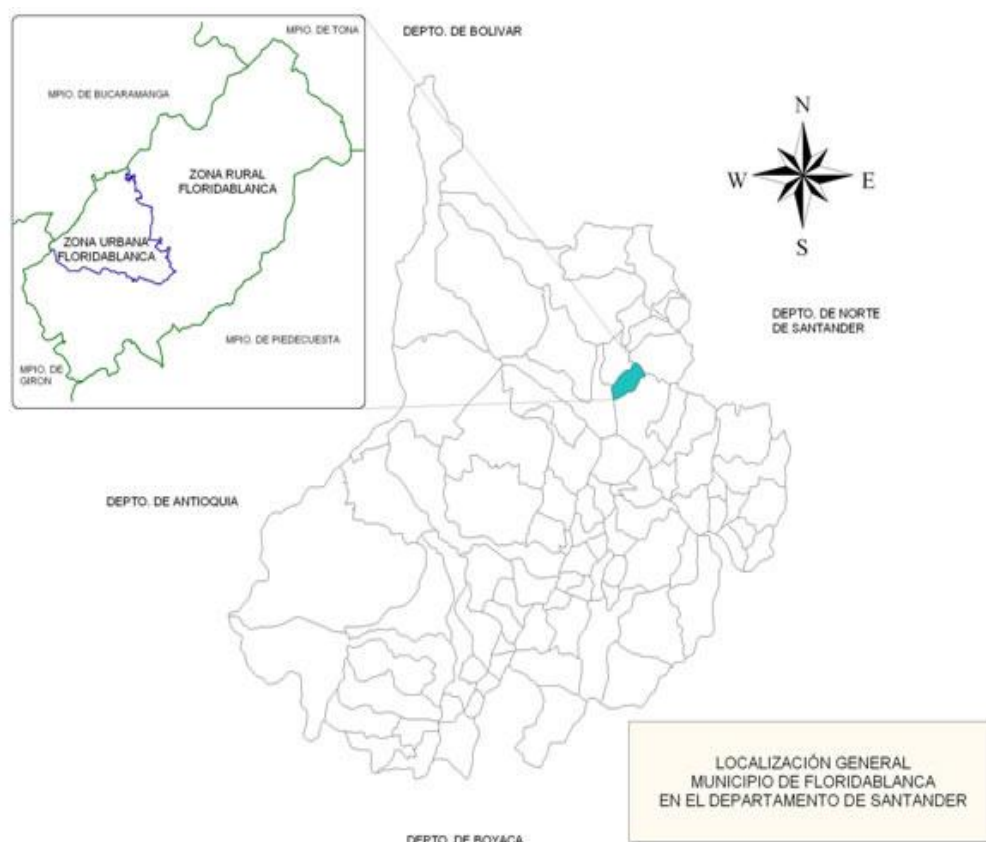 MPIO. DE TONA
DEPTO. DE BOLIVAR
MPIO. DE BUCARAMANGA
ZONA RURAL
FLORIDABLANCA
ZONA URBANA
FLORIDABLANCA
MPIO. DE PIEDECUESTA
MPIO. DE
GIRON
N
W
E
S
DEPTO. DE NORTE
DE SANTANDER
DEPTO. DE ANTIOQUIA
LOCALIZACIÓN GENERAL
MUNICIPIO DE FLORIDABLANCA
EN EL DEPARTAMENTO DE SANTANDER
DEPTO. DE BOYACA